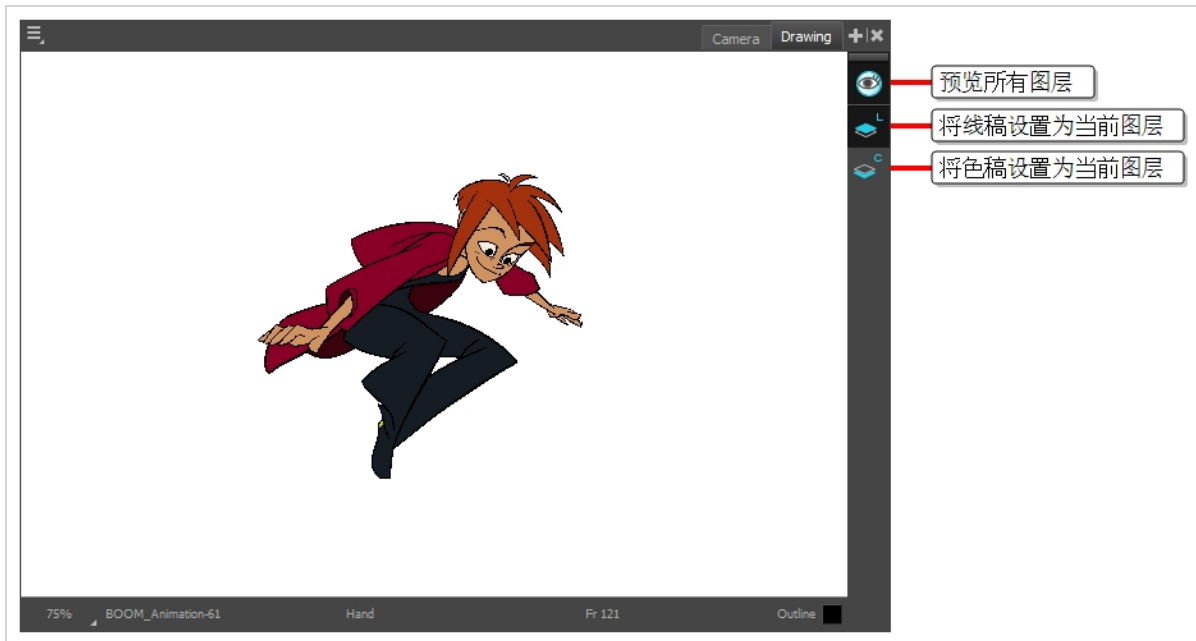 Camera Drawing
预览所有图层
L
将线稿设置为当前图层
C
将色稿设置为当前图层
75% BOOM_Animation-61 Hand Fr 121 Outline